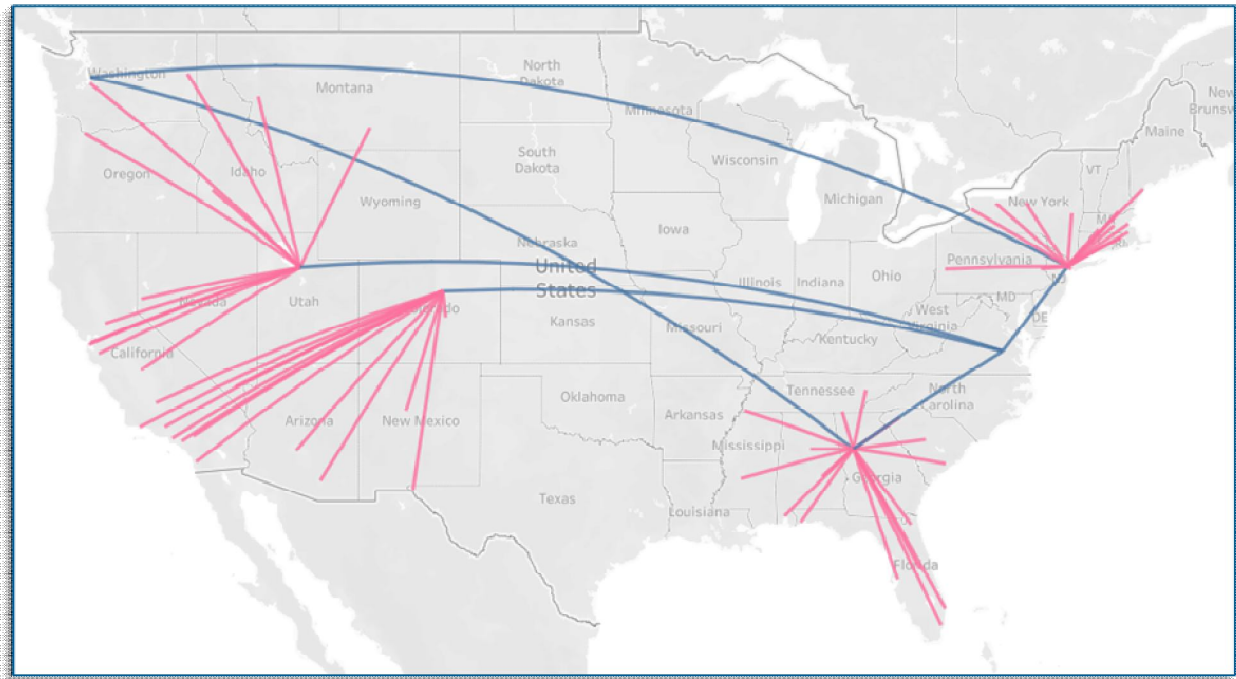 Washington
North
Dakota
Montana
Minnesota
New
Brunsw
Maine
South
Dakota
Wisconsin
VT
Oregon
Idaho
Wyoming
Michigan
New York
MA
Iowa
Nebraska
Pennsylvania
United
States
Nevada
Utah
Illinois
Indiana
Ohio
MD
DE
West
Virginia
Kansas
Missouri
Kentucky
California
Tennessee
North
Carolina
Oklahoma
Arkansas
Arizona
New Mexico
Mississippi
Georgia
Texas
Louisiana
Florida